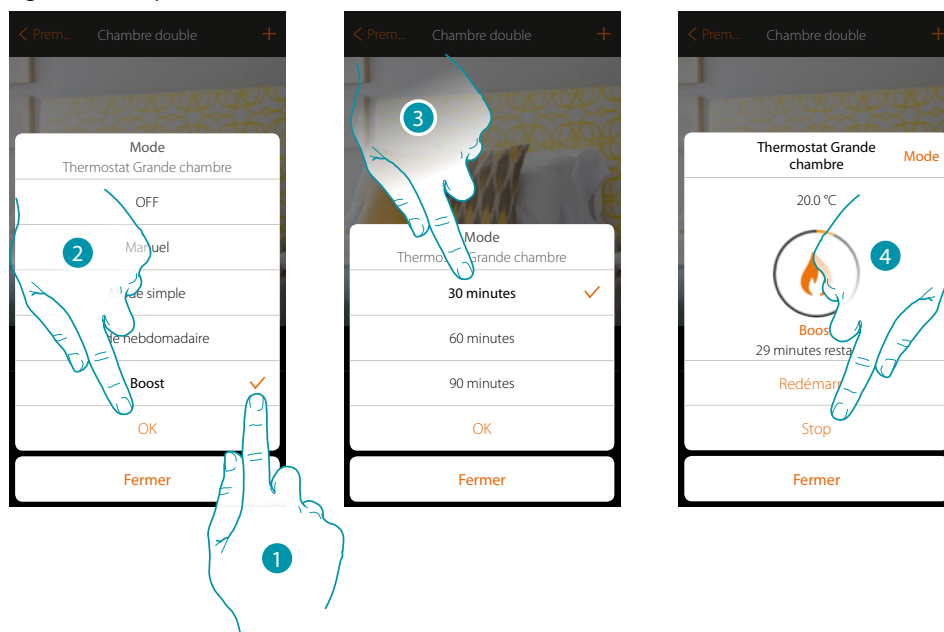 < Prem... Chambre double +
Mode
Thermostat Grande chambre
OFF
2
Manuel
simple
hebdomadaire
Boost
OK
Fermer
1
< Prem... Chambre double +
3
Mode
Grande chambre
30 minutes
60 minutes
90 minutes
OK
Fermer
< Prem... Chambre double +
Thermostat Grande
chambre
Mode
20.0 °C
4
29 minutes
Stop
Fermer